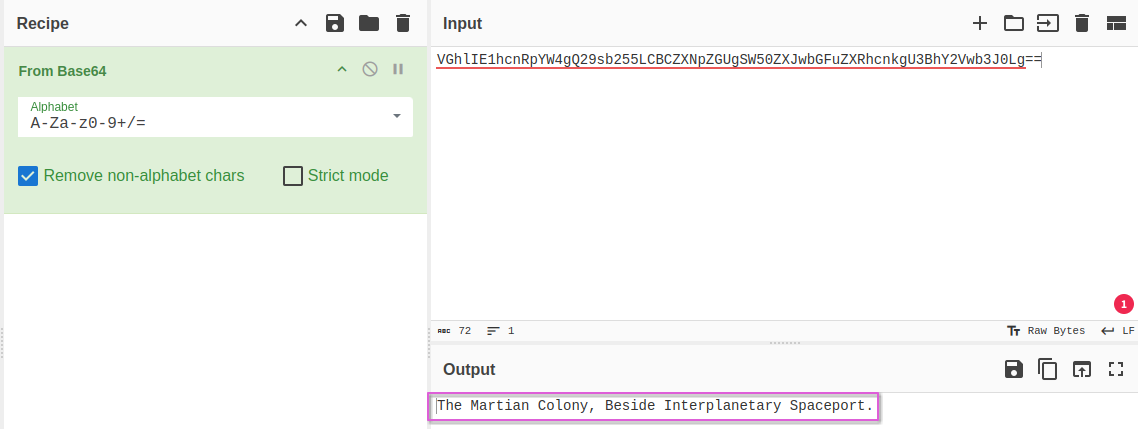 Recipe
From Base64
Alphabet
A-Za-z0-9+/=
Remove non-alphabet chars
Strict mode
Input
VGhlIE1hcnRpYW4gQ29sb255LCBCZXNpZGUgSW50ZXJwbGFuZXRhcnkgU3BhY2Vwb3J0Lg==
1
ABC 72 1
Raw Bytes LF
Output
The Martian Colony, Beside Interplanetary Spaceport.